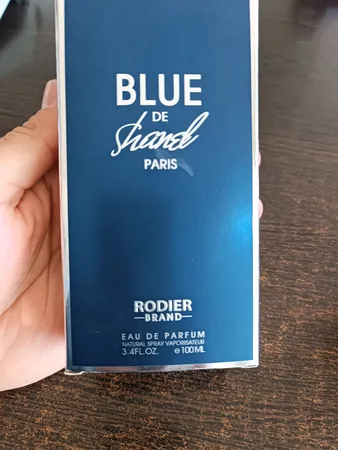 BLUE
DE
Shanel
PARIS
RODIER
BRAND
EAU DE PARFUM
NATURAL SPRAY VAPORISATEUR
3.4FL.OZ. e 100ML